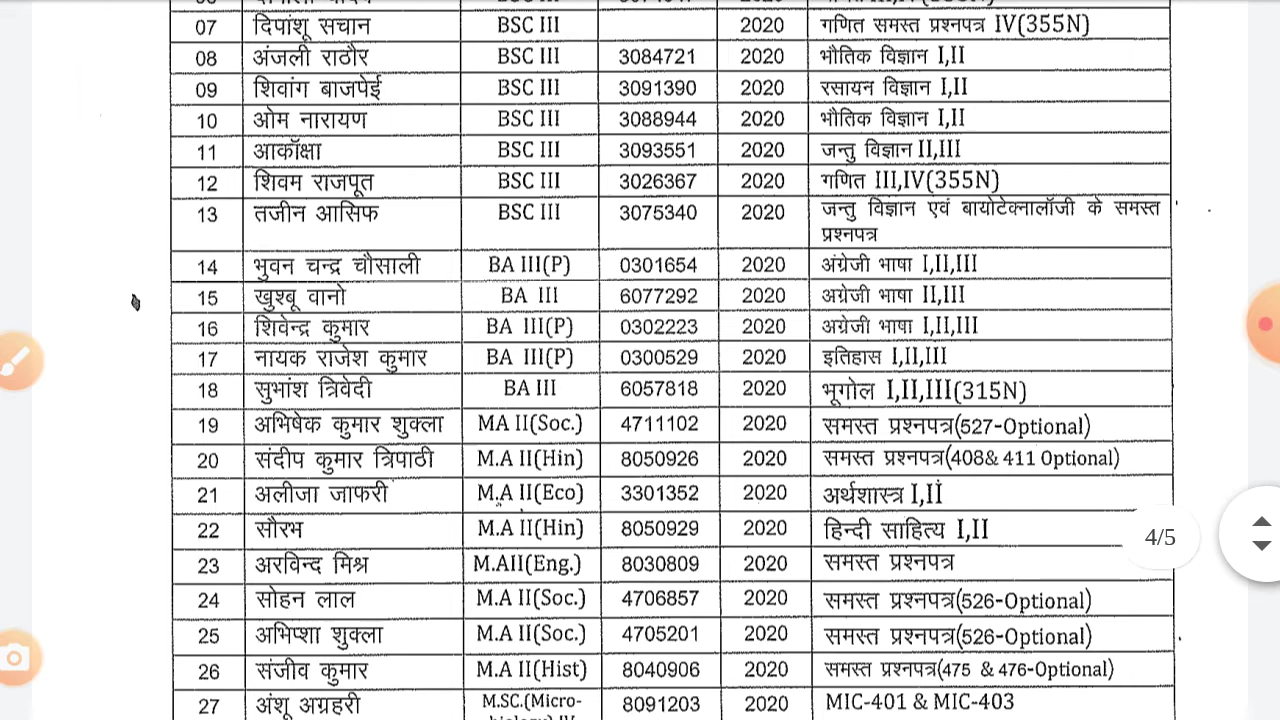 07 दिपांशू सचान BSC III 2020 गणित समस्त प्रश्नपत्र IV(355N)
08 अंजली राठौर BSC III 3084721 2020 भौतिक विज्ञान I,II
09 शिवांग बाजपेई BSC III 3091390 2020 रसायन विज्ञान I,II
10 ओम नारायण BSC III 3088944 2020 भौतिक विज्ञान I,II
11 आकॉक्षा BSC III 3093551 2020 जन्तु विज्ञान II,III
12 शिवम राजपूत BSC III 3026367 2020 गणित III,IV(355N)
13 तजीन आसिफ BSC III 3075340 2020 जन्तु विज्ञान एवं बायोटेक्नालॉजी के समस्त
प्रश्नपत्र
14 भुवन चन्द्र चौसाली BA III(P) 0301654 2020 अंग्रेजी भाषा I,II,III
15 खुश्बू वानो BA III 6077292 2020 अग्रेजी भाषा II,III
16 शिवेन्द्र कुमार BA III(P) 0302223 2020 अग्रेजी भाषा I,II,III
17 नायक राजेश कुमार BA III(P) 0300529 2020 इतिहास I,II,III
18 सुभांश त्रिवेदी BA III 6057818 2020 भूगोल I,II,III(315N)
19 अभिषेक कुमार शुक्ला MA II(Soc.) 4711102 2020 समस्त प्रश्नपत्र(527-Optional)
20 संदीप कुमार त्रिपाठी M.A II(Hin) 8050926 2020 समस्त प्रश्नपत्र(408& 411 Optional)
21 अलीजा जाफरी M.A II(Eco) 3301352 2020 अर्थशास्त्र I,II
22 सौरभ M.A II(Hin) 8050929 2020 हिन्दी साहित्य I,II
4/5
23 अरविन्द मिश्र M.AII(Eng.) 8030809 2020 समस्त प्रश्नपत्र
24 सोहन लाल M.A II(Soc.) 4706857 2020 समस्त प्रश्नपत्र(526-Optional)
25 अभिप्शा शुक्ला M.A II(Soc.) 4705201 2020 समस्त प्रश्नपत्र(526-Optional)
26 संजीव कुमार M.A II(Hist) 8040906 2020 समस्त प्रश्नपत्र(475 & 476-Optional)
27 अंशू अग्रहरी M.SC.(Micro- 8091203 2020 MIC-401 & MIC-403